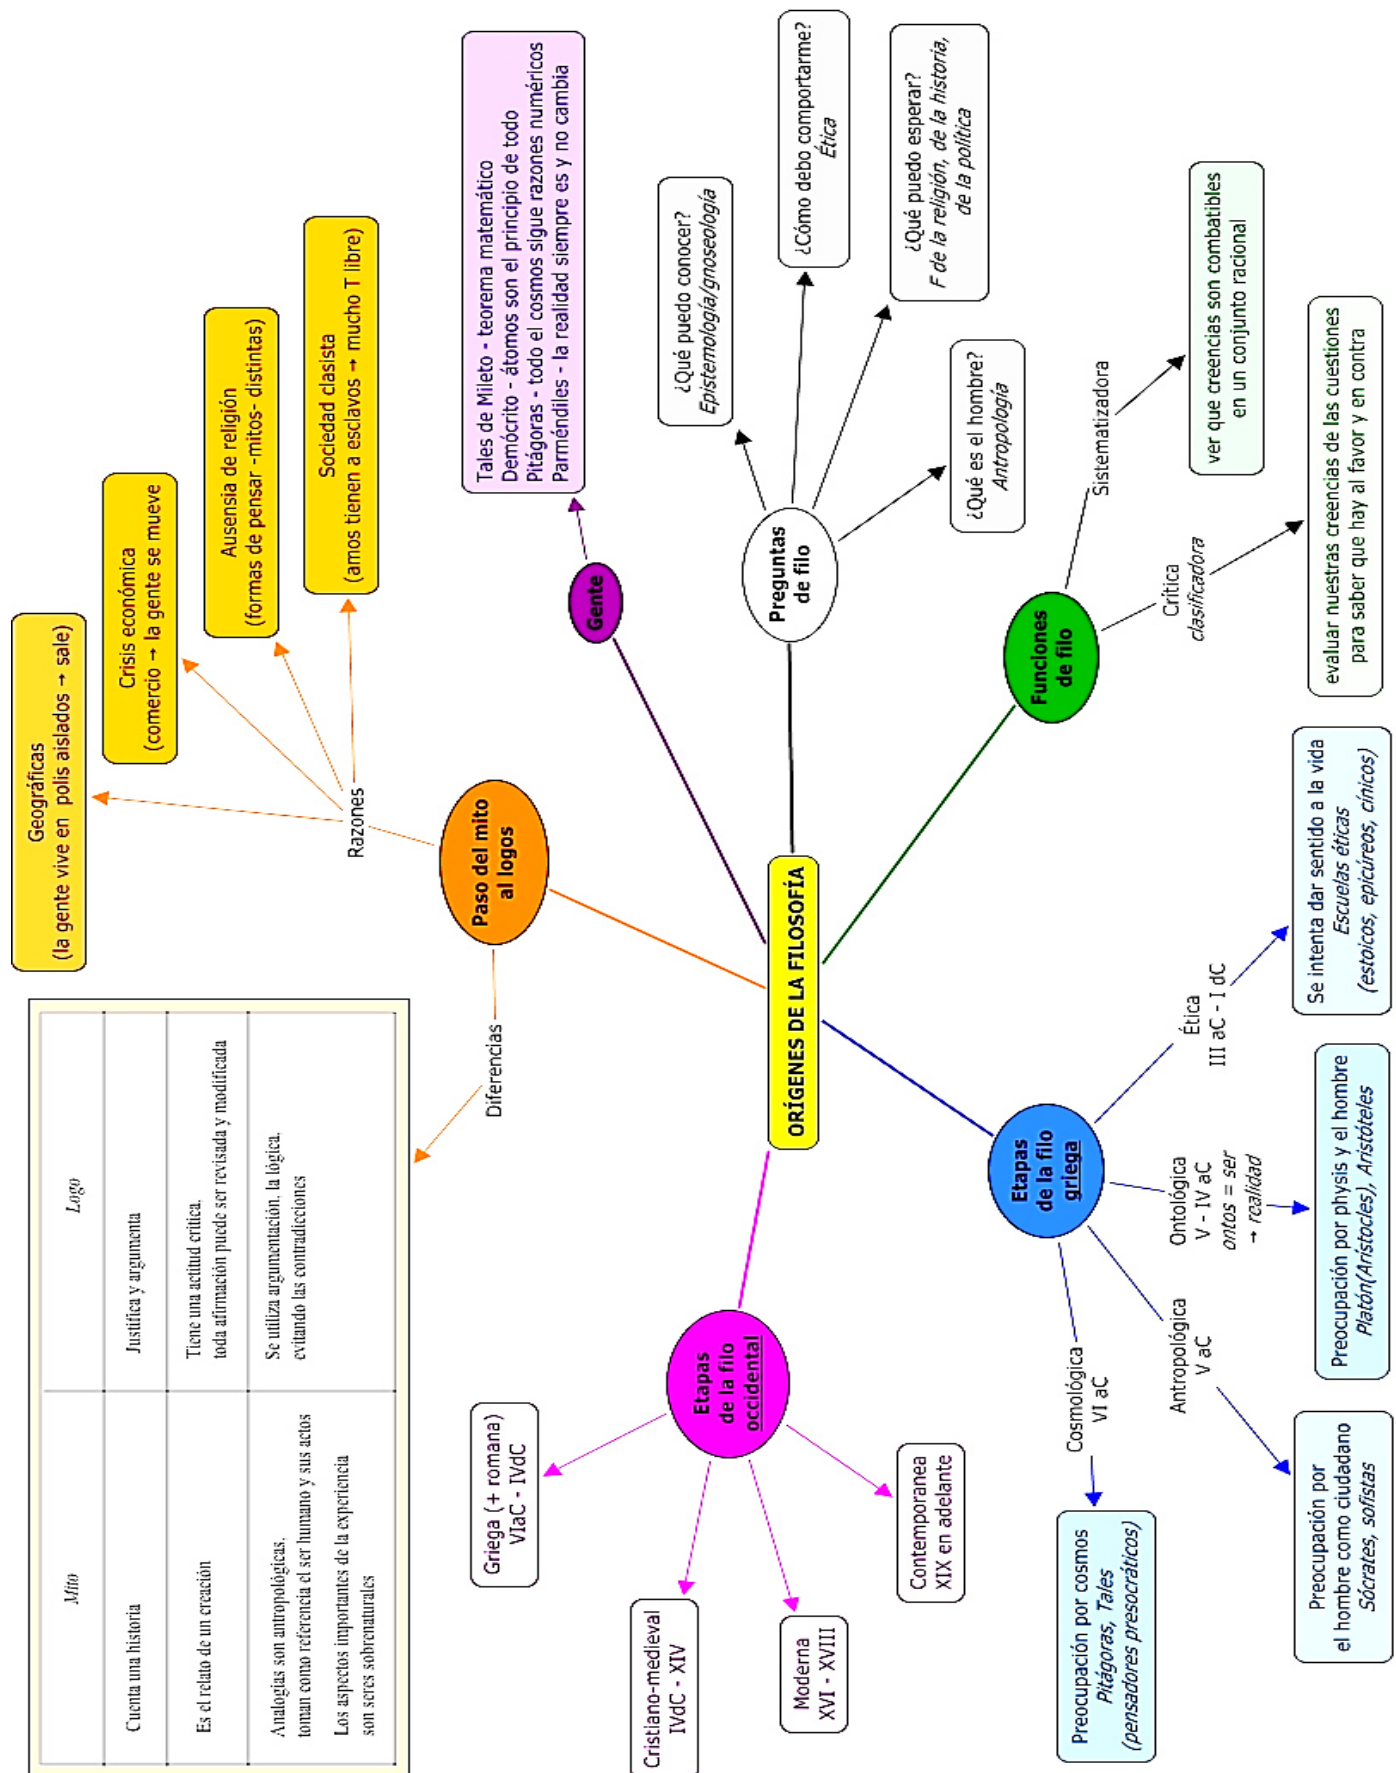 Mito
Logo
Cuenta una historia
Justifica y argumenta
Es el relato de un creación
Tiene una actitud crítica.
toda afirmación puede ser revisada y modificada
Analogías son antropológicas.
toman como referencia el ser humano y sus actos
Los aspectos importantes de la experiencia
son seres sobrenaturales
Se utiliza argumentación, la lógica,
evitando las contradicciones
Geográficas
(la gente vive en polis aislados → sale)
Crisis económica
(comercio → la gente se mueve
Ausensia de religión
(formas de pensar -mitos- distintas)
Sociedad clasista
(amos tienen a esclavos → mucho T libre)
Razones
Diferencias
Paso del mito
al logos
Gente
Tales de Mileto - teorema matemático
Demócrito - átomos son el principio de todo
Pitágoras - todo el cosmos sigue razones numéricos
Parméndiles - la realidad siempre es y no cambia
Griega (+ romana)
VIaC - IVdC
Cristiano-medieval
IVdC - XIV
Moderna
XVI - XVIII
Contemporanea
XIX en adelante
Etapas
de la filo
occidental
ORÍGENES DE LA FILOSOFÍA
Preguntas
de filo
¿Qué puedo conocer?
Epistemología/gnoseología
¿Cómo debo comportarme?
Ética
¿Qué puedo esperar?
F de la religión, de la historia,
de la política
¿Qué es el hombre?
Antropología
Etapas
de la filo
griega
Cosmológica
VI aC
Preocupación por cosmos
Pitágoras, Tales
(pensadores presocráticos)
Antropológica
V aC
Preocupación por
el hombre como ciudadano
Sócrates, sofistas
Ontológica
V - IV aC
ontos = ser
→ realidad
Preocupación por physis y el hombre
Platón(Arístocles), Aristóteles
Ética
III aC - I dC
Se intenta dar sentido a la vida
Escuelas éticas
(estoicos, epicúreos, cínicos)
Funciones
de filo
Crítica
clasificadora
evaluar nuestras creencias de las cuestiones
para saber que hay al favor y en contra
Sistematizadora
ver que creencias son combatibles
en un conjunto racional